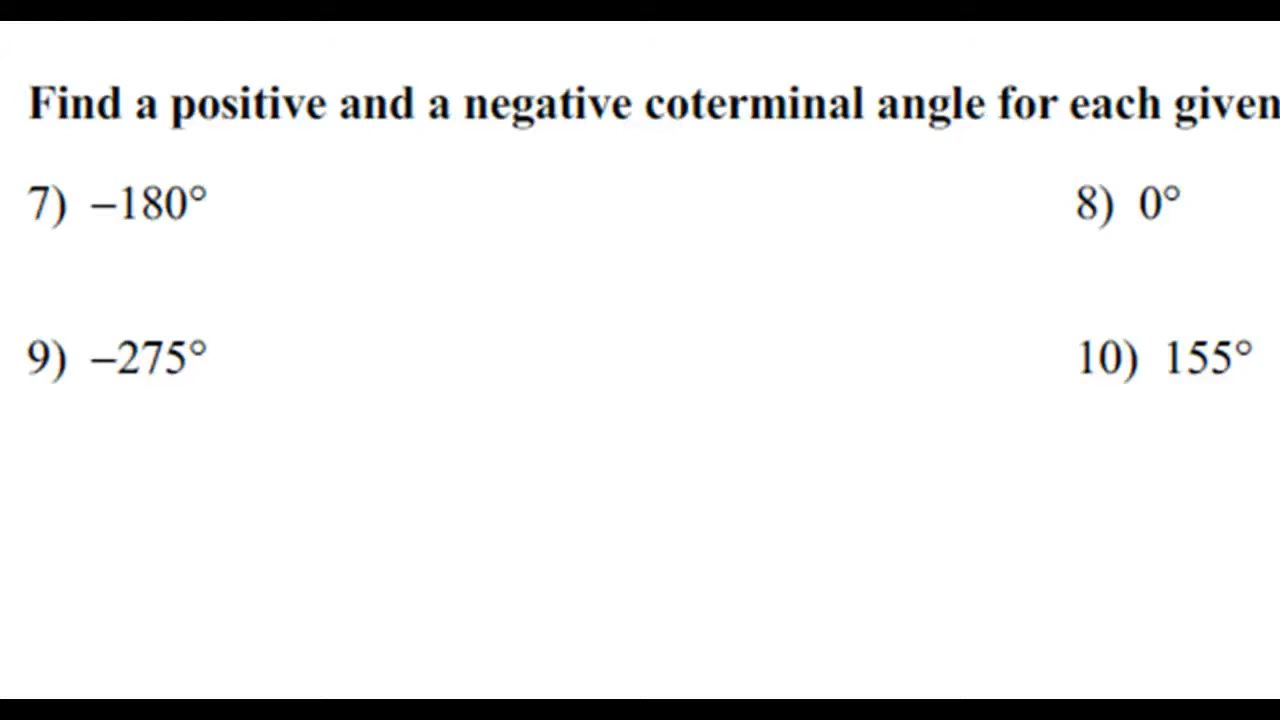 Find a positive and a negative coterminal angle for each given
7) –180° 8) 0°
9) –275° 10) 155°